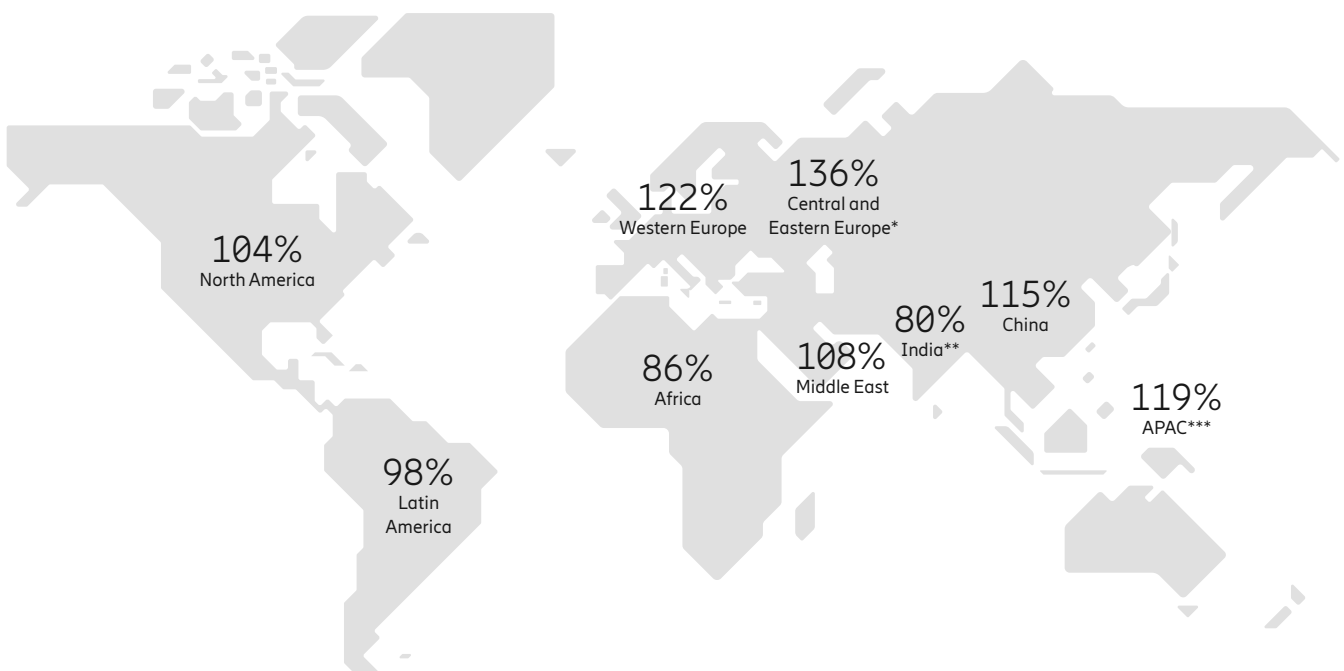 136%
Central and
Eastern Europe*
122%
Western Europe
104%
North America
115%
China
80%
India**
108%
Middle East
86%
Africa
119%
APAC***
98%
Latin
America